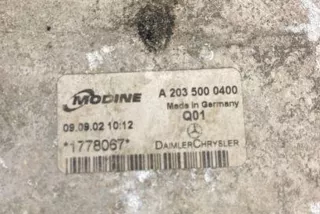 MODINE A 203 500 0400
Made in Germany
09.09.02 10:12 Q01
*1778067* DAIMLERCHRYSLER